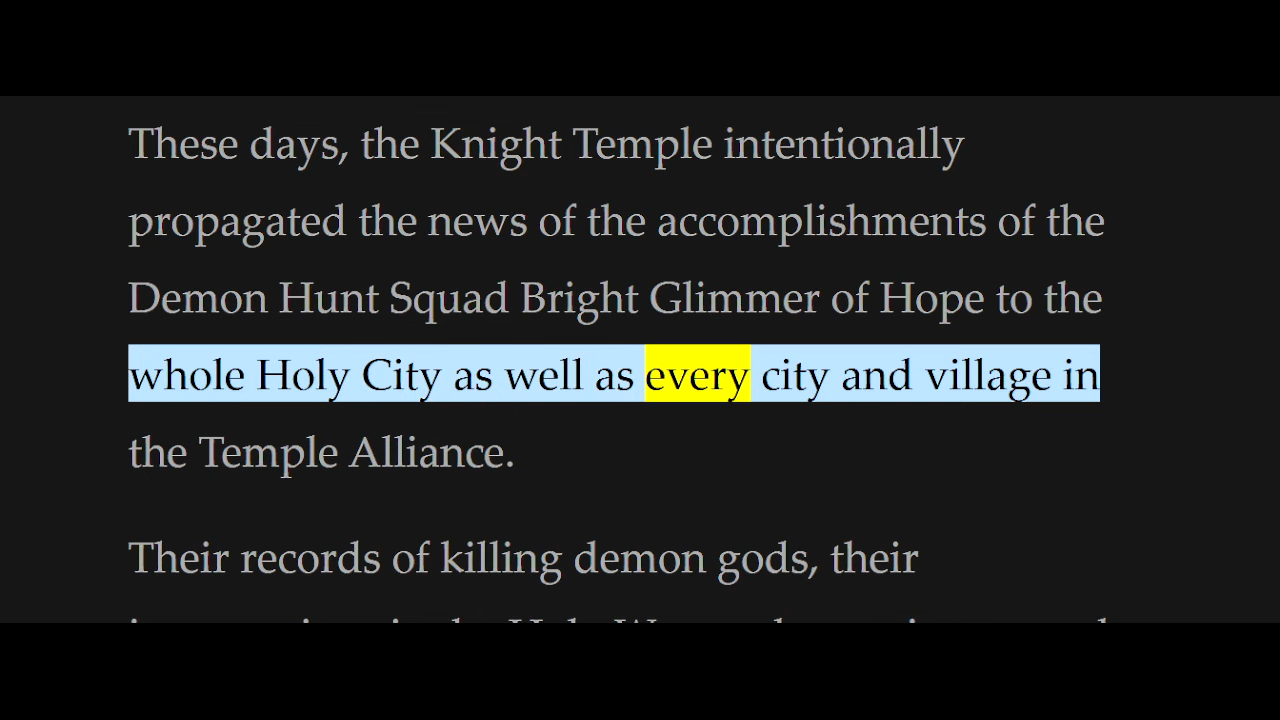 These days, the Knight Temple intentionally
propagated the news of the accomplishments of the
Demon Hunt Squad Bright Glimmer of Hope to the
whole Holy City as well as every city and village in
the Temple Alliance.
Their records of killing demon gods, their